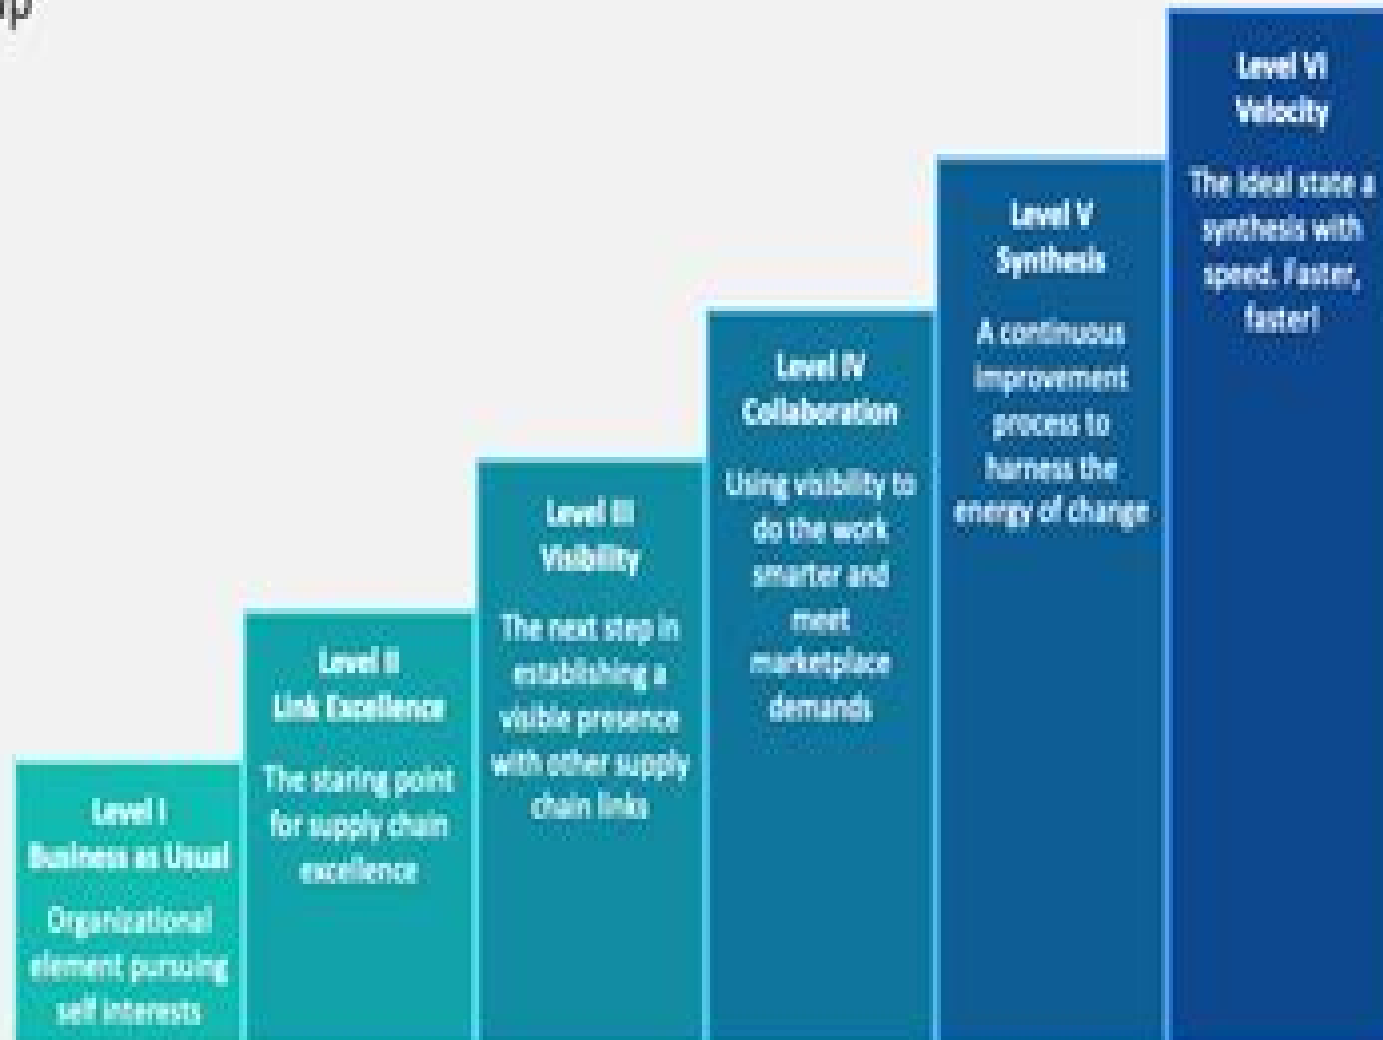 Level I
Business as Usual
Organizational
element pursuing
self interests
Level II
Link Excellence
The staring point
for supply chain
excellence
Level III
Visibility
The next step in
establishing a
visible presence
with other supply
chain links
Level IV
Collaboration
Using visibility to
do the work
smarter and
meet
marketplace
demands
Level V
Synthesis
A continuous
improvement
process to
harness the
energy of change
Level VI
Velocity
The ideal state a
synthesis with
speed. Faster,
faster!